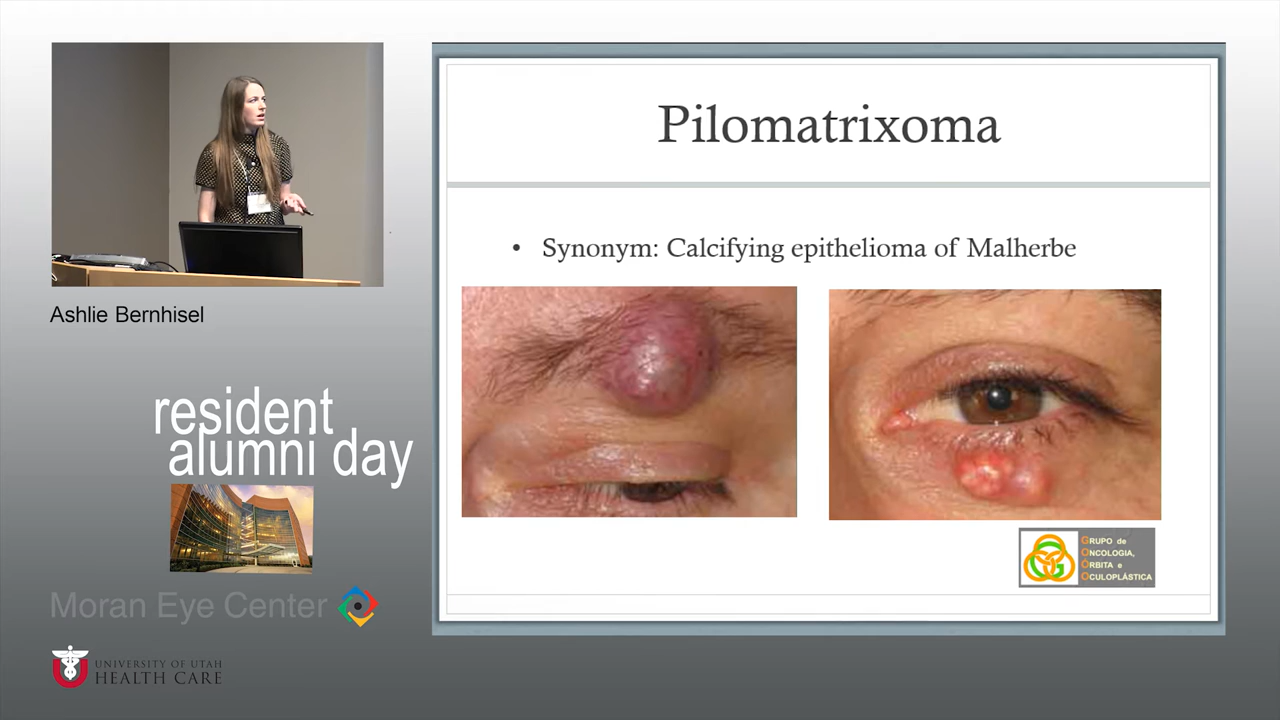 Pilomatrixoma
• Synonym: Calcifying epithelioma of Malherbe
Ashlie Bernhisel
resident
alumni day
Moran Eye Center
UNIVERSITY OF UTAH
HEALTH CARE
GRUPO de
ONCOLOGIA,
ÓRBITA e
OCULOPLÁSTICA